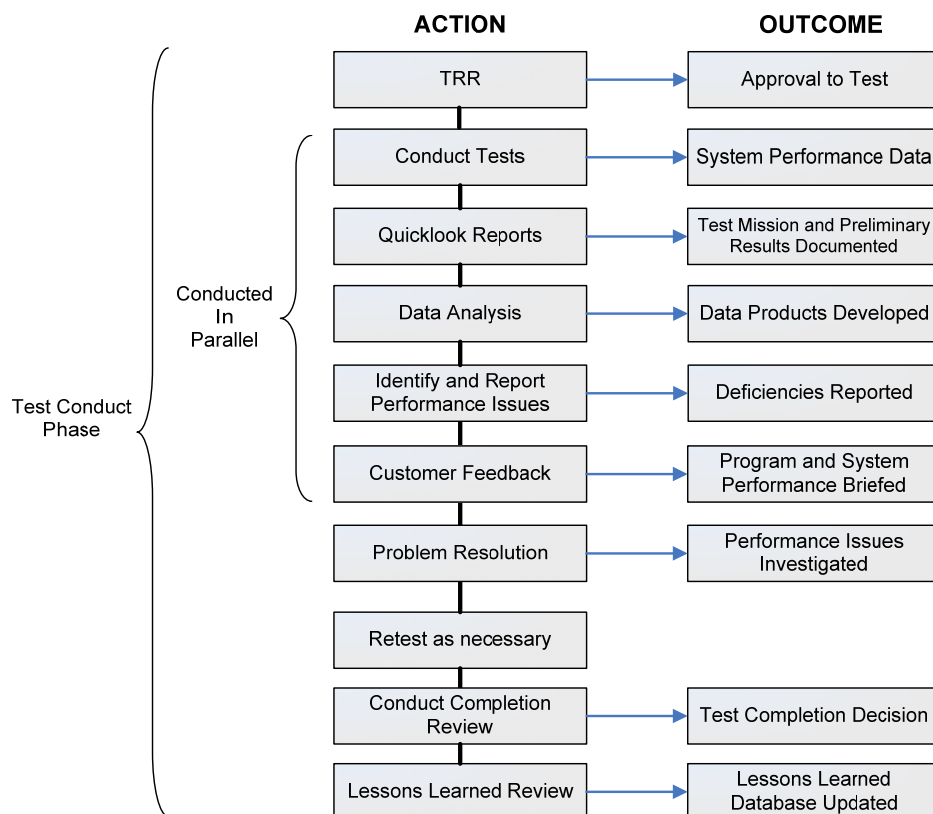 ACTION
OUTCOME
TRR
Approval to Test
Conduct Tests
System Performance Data
Quicklook Reports
Test Mission and Preliminary
Results Documented
Conducted
In
Parallel
Data Analysis
Data Products Developed
Identify and Report
Performance Issues
Deficiencies Reported
Test Conduct
Phase
Customer Feedback
Program and System
Performance Briefed
Problem Resolution
Performance Issues
Investigated
Retest as necessary
Conduct Completion
Review
Test Completion Decision
Lessons Learned Review
Lessons Learned
Database Updated